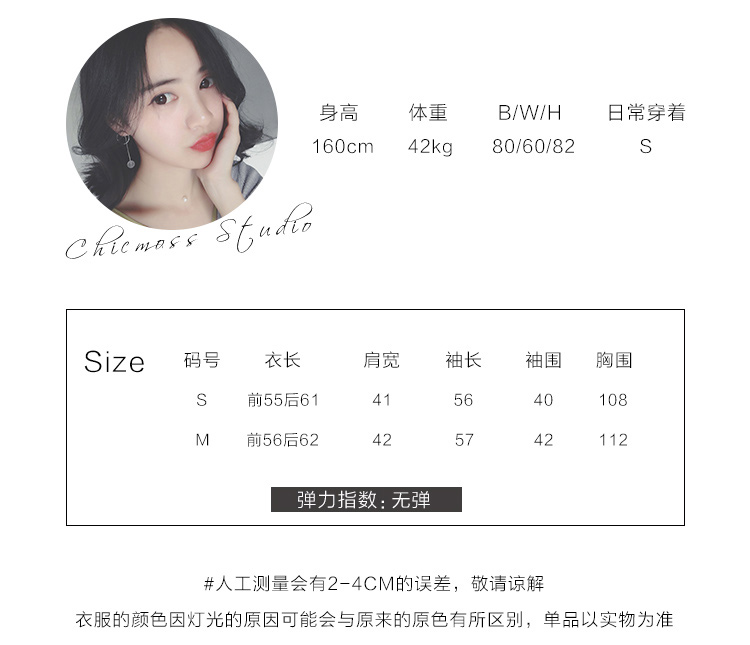 身高 体重 B/W/H 日常穿着
160cm 42kg 80/60/82 S
Chicmoss Studio
Size 码号 衣长 肩宽 袖长 袖围 胸围
S 前55后61 41 56 40 108
M 前56后62 42 57 42 112
弹力指数:无弹
#人工测量会有2-4CM的误差，敬请谅解
衣服的颜色因灯光的原因可能会与原来的原色有所区别，单品以实物为准